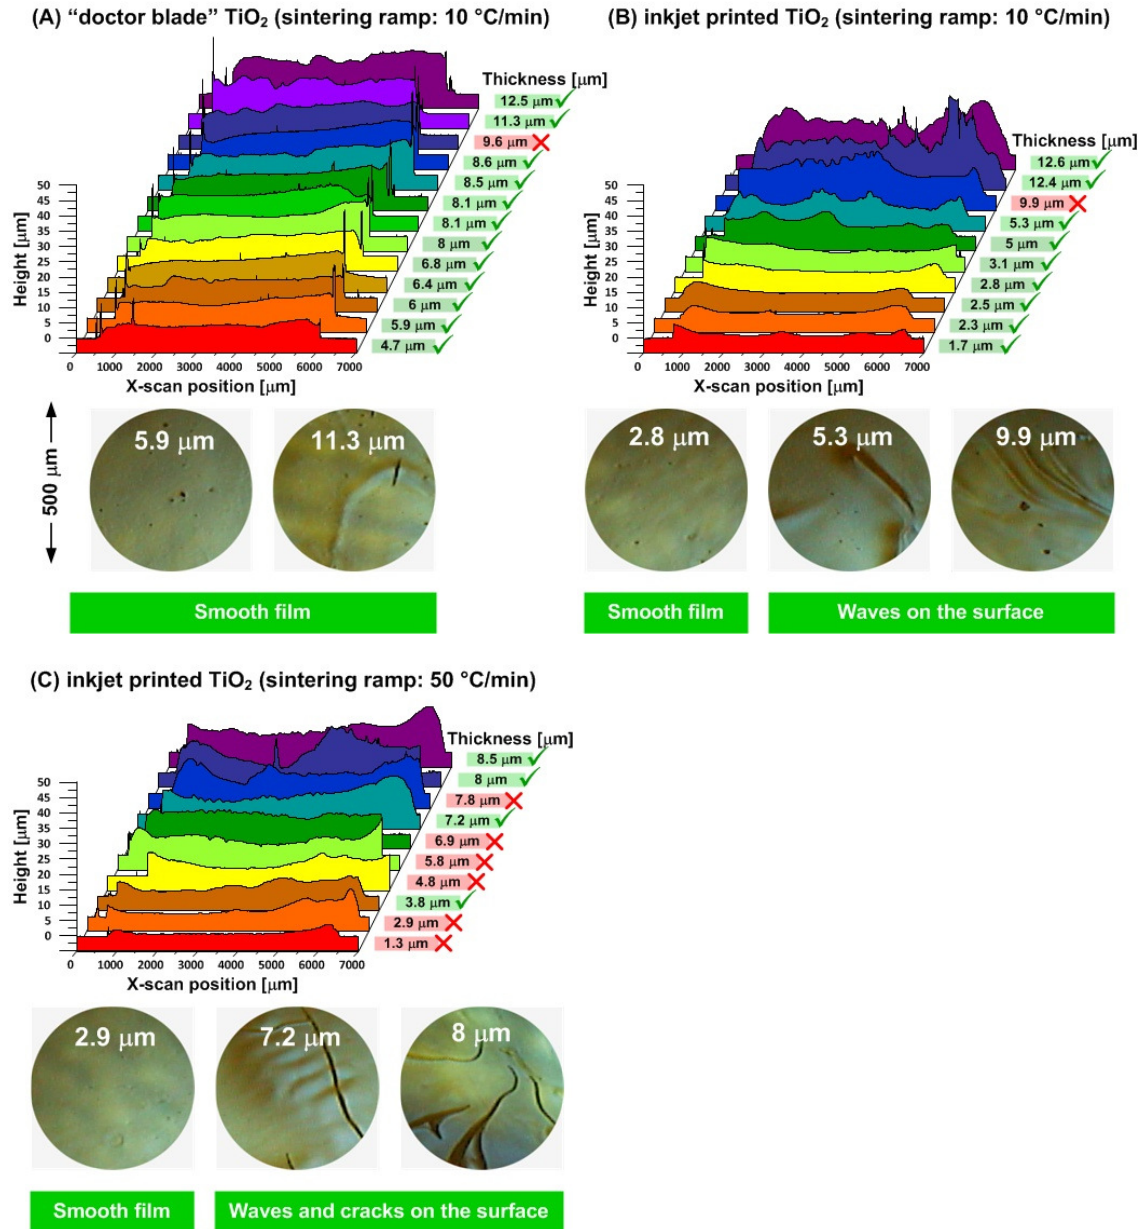 (A) “doctor blade” TiO₂ (sintering ramp: 10 °C/min)
Thickness [μm]
12.5 μm
11.3 μm
9.6 μm
8.6 μm
8.5 μm
8.1 μm
8.1 μm
8 μm
6.8 μm
6.4 μm
6 μm
5.9 μm
4.7 μm
Height [μm]
50
45
40
35
30
25
20
15
10
5
0
0 1000 2000 3000 4000 5000 6000 7000
X-scan position [μm]
500 μm
5.9 μm
11.3 μm
Smooth film
(B) inkjet printed TiO₂ (sintering ramp: 10 °C/min)
Thickness [μm]
12.6 μm
12.4 μm
9.9 μm
5.3 μm
5 μm
3.1 μm
2.8 μm
2.5 μm
2.3 μm
1.7 μm
Height [μm]
50
45
40
35
30
25
20
15
10
5
0
0 1000 2000 3000 4000 5000 6000 7000
X-scan position [μm]
2.8 μm
5.3 μm
9.9 μm
Smooth film
Waves on the surface
(C) inkjet printed TiO₂ (sintering ramp: 50 °C/min)
Thickness [μm]
8.5 μm
8 μm
7.8 μm
7.2 μm
6.9 μm
5.8 μm
4.8 μm
3.8 μm
2.9 μm
1.3 μm
Height [μm]
50
45
40
35
30
25
20
15
10
5
0
0 1000 2000 3000 4000 5000 6000 7000
X-scan position [μm]
2.9 μm
7.2 μm
8 μm
Smooth film
Waves and cracks on the surface